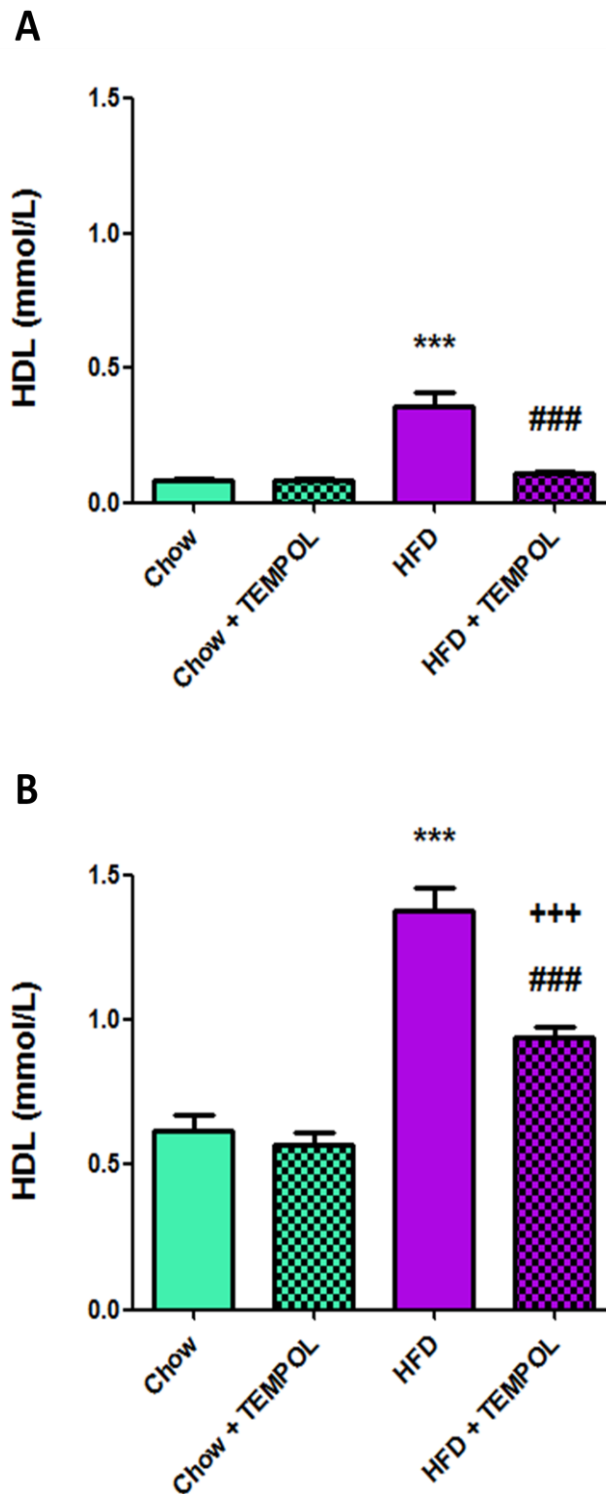 A
HDL (mmol/L)
1.5
1.0
0.5
0.0
***
###
Chow
Chow + TEMPOL
HFD
HFD + TEMPOL
B
HDL (mmol/L)
1.5
1.0
0.5
0.0
***
+++
###
Chow
Chow + TEMPOL
HFD
HFD + TEMPOL